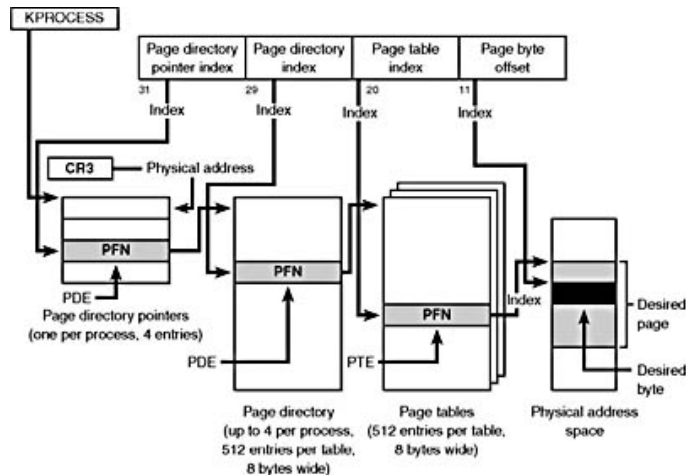 KPROCESS
Page directory
pointer index
Page directory
index
Page table
index
Page byte
offset
31
29
20
11
Index
Index
Index
Index
CR3
Physical address
PFN
PDE
Page directory pointers
(one per process, 4 entries)
PFN
PDE
Page directory
(up to 4 per process,
512 entries per table,
8 bytes wide)
PFN
PTE
Page tables
(512 entries per table,
8 bytes wide)
Index
Desired
page
Desired
byte
Physical address
space